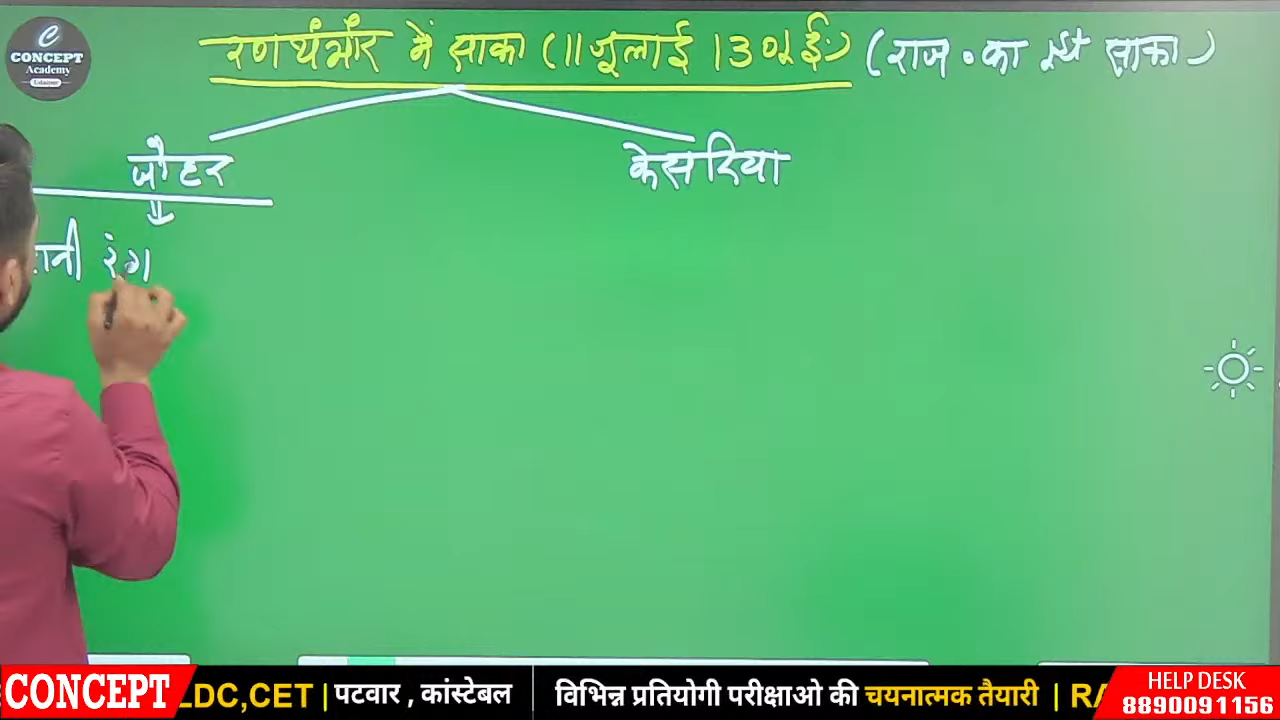 CONCEPT
Academy
Udaipur
रणथंभौर में साका (11 जुलाई 1301 ई.) (राज. का 1st साका)
जौहर
केसरिया
रानी रंग
CONCEPT
LDC,CET | पटवार , कांस्टेबल
विभिन्न प्रतियोगी परीक्षाओ की चयनात्मक तैयारी | RA
HELP DESK
8890091156